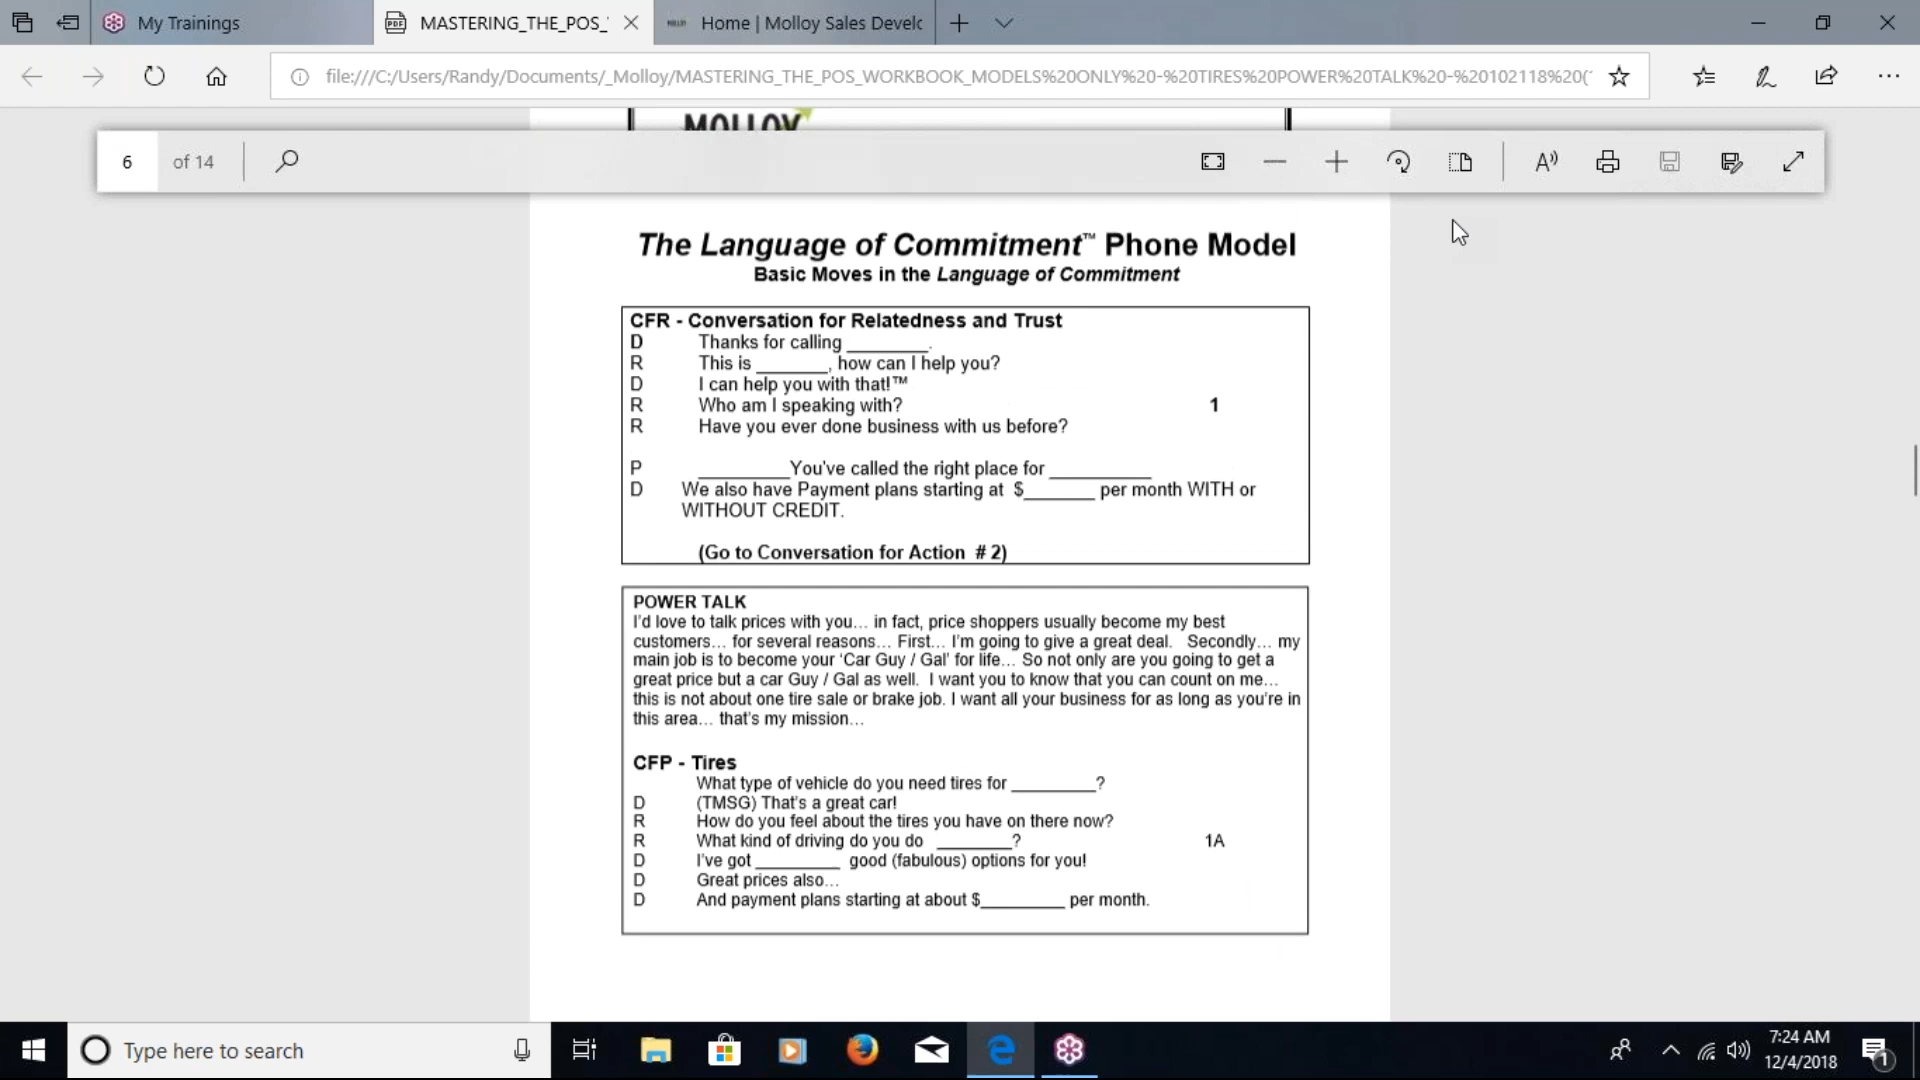 My Trainings
MASTERING_THE_POS_
Home | Molloy Sales Develc
file:///C:/Users/Randy/Documents/_Molloy/MASTERING_THE_POS_WORKBOOK_MODELS%20ONLY%20-%20TIRES%20POWER%20TALK%20-%20102118%20(
MOLLOY
6 of 14
The Language of Commitment™ Phone Model
Basic Moves in the Language of Commitment
CFR - Conversation for Relatedness and Trust
D Thanks for calling ________.
R This is _______, how can I help you?
D I can help you with that!™
R Who am I speaking with? 1
R Have you ever done business with us before?
P _________You've called the right place for __________
D We also have Payment plans starting at $_______ per month WITH or
WITHOUT CREDIT.
(Go to Conversation for Action # 2)
POWER TALK
I'd love to talk prices with you… in fact, price shoppers usually become my best
customers… for several reasons… First… I'm going to give a great deal. Secondly… my
main job is to become your 'Car Guy / Gal' for life… So not only are you going to get a
great price but a car Guy / Gal as well. I want you to know that you can count on me…
this is not about one tire sale or brake job. I want all your business for as long as you're in
this area… that's my mission…
CFP - Tires
What type of vehicle do you need tires for ________?
D (TMSG) That's a great car!
R How do you feel about the tires you have on there now?
R What kind of driving do you do _______? 1A
D I've got ________ good (fabulous) options for you!
D Great prices also…
D And payment plans starting at about $________ per month.
Type here to search
7:24 AM
12/4/2018
1